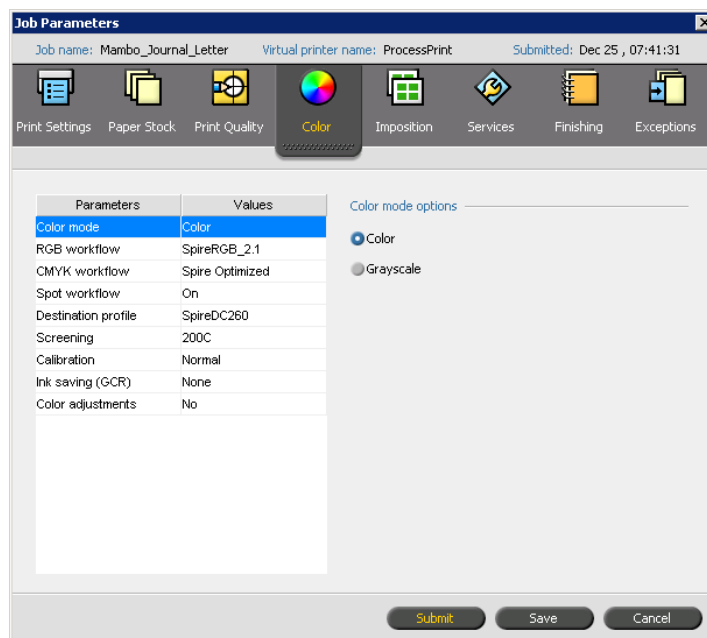 Job Parameters
Job name: Mambo_Journal_Letter Virtual printer name: ProcessPrint Submitted: Dec 25 , 07:41:31
Print Settings Paper Stock Print Quality Color Imposition Services Finishing Exceptions
Parameters Values
Color mode options
Color mode Color
Color
RGB workflow SpireRGB_2.1
CMYK workflow Spire Optimized
Grayscale
Spot workflow On
Destination profile SpireDC260
Screening 200C
Calibration Normal
Ink saving (GCR) None
Color adjustments No
Submit Save Cancel